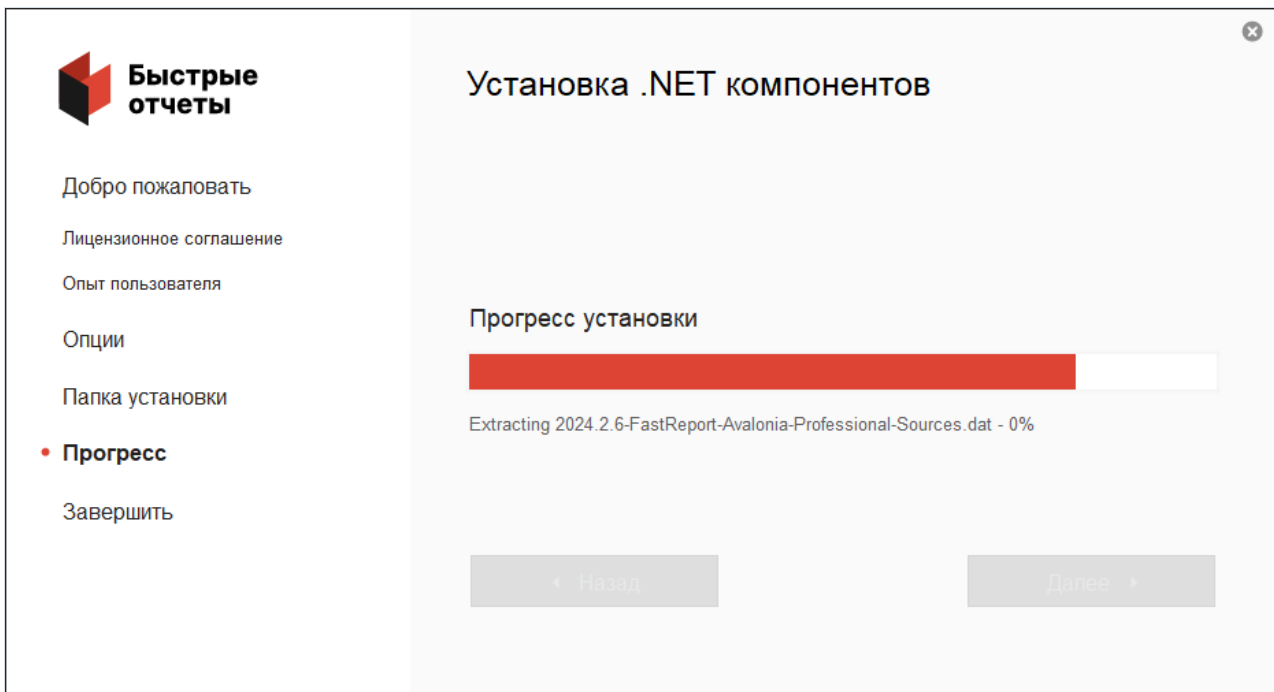 Быстрые
отчеты
Добро пожаловать
Лицензионное соглашение
Опыт пользователя
Опции
Папка установки
Прогресс
Завершить
Установка .NET компонентов
Прогресс установки
Extracting 2024.2.6-FastReport-Avalonia-Professional-Sources.dat - 0%
Назад
Далее